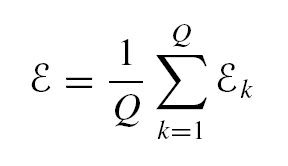 ℰ = 1/Q ∑_{k=1}^{Q} ℰ_k